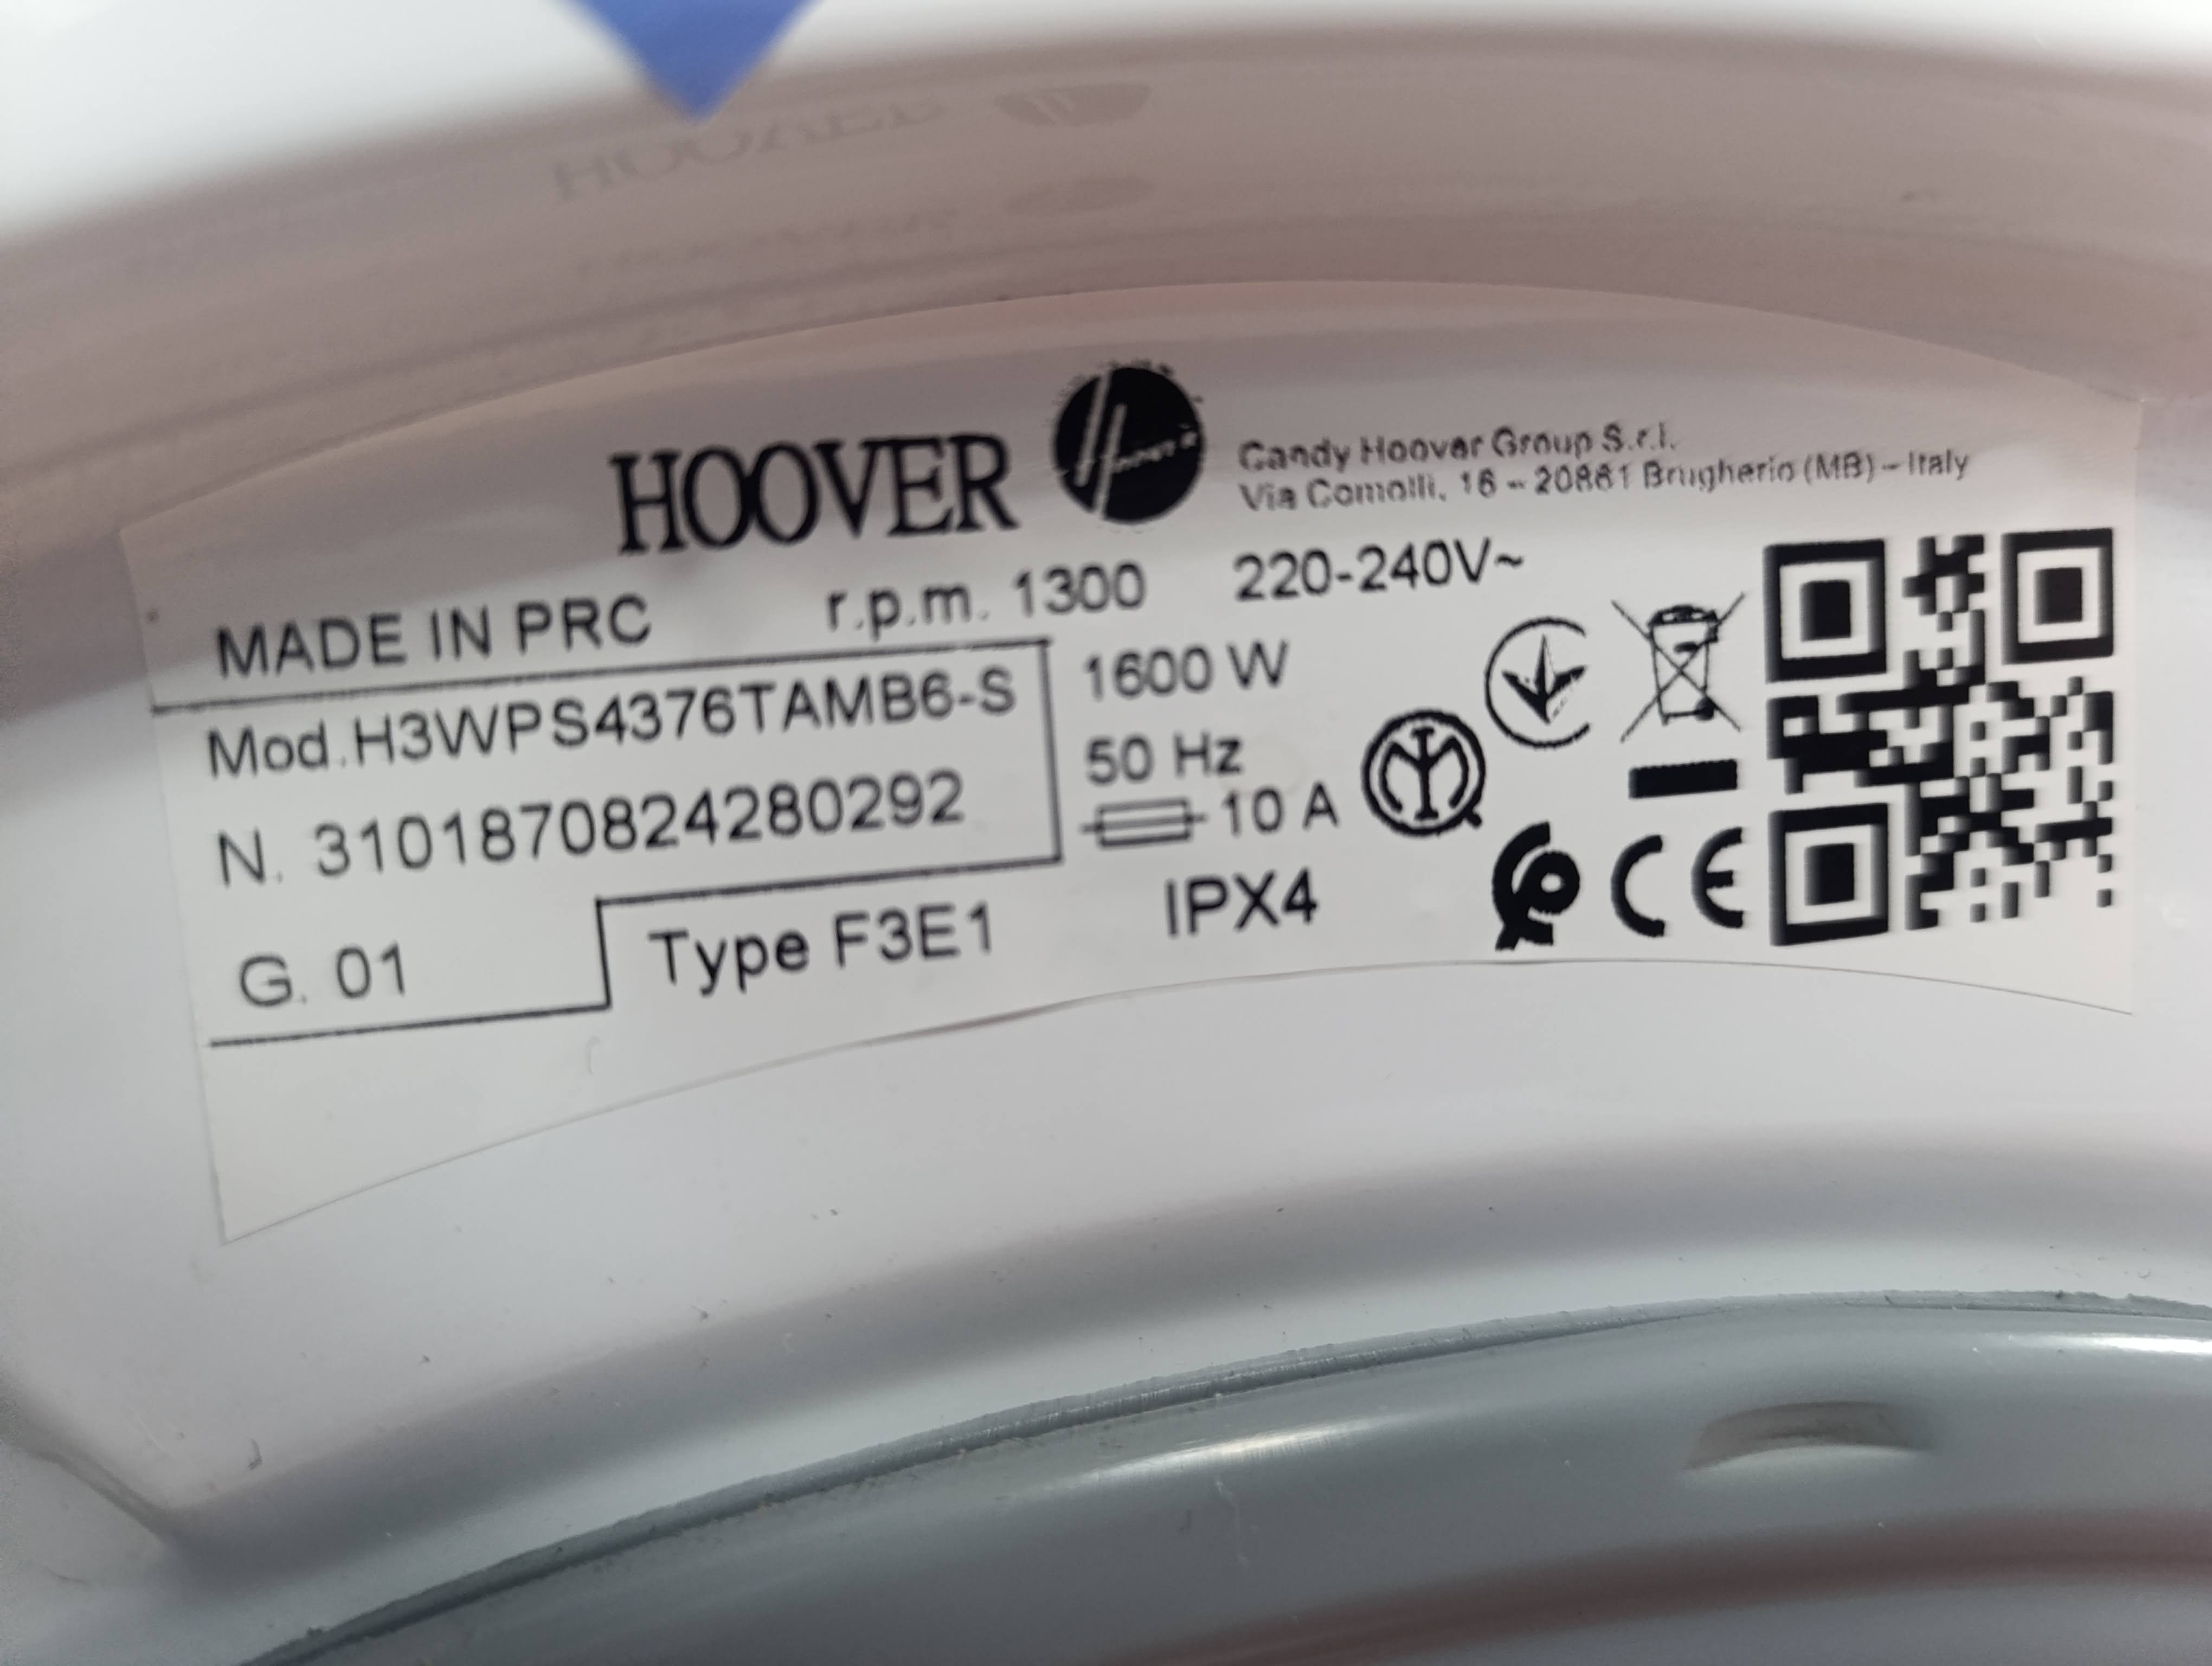 HOOVER
Candy Hoover Group S.r.l.
Via Comolli, 16 - 20861 Brugherio (MB) - Italy
MADE IN PRC r.p.m. 1300 220-240V~
Mod.H3WPS4376TAMB6-S 1600 W
N. 3101870824280292 50 Hz
10 A
G. 01 Type F3E1 IPX4
CE